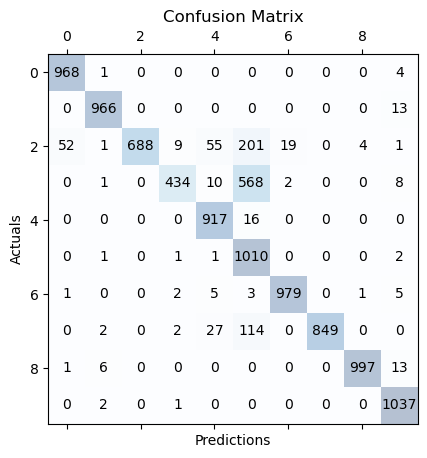 Confusion Matrix
0 2 4 6 8
0 968 1 0 0 0 0 0 0 0 4
0 966 0 0 0 0 0 0 0 13
2 52 1 688 9 55 201 19 0 4 1
0 1 0 434 10 568 2 0 0 8
4 0 0 0 0 917 16 0 0 0 0
0 1 0 1 1 1010 0 0 0 2
6 1 0 0 2 5 3 979 0 1 5
0 2 0 2 27 114 0 849 0 0
8 1 6 0 0 0 0 0 0 997 13
0 2 0 1 0 0 0 0 0 1037
Actuals
Predictions